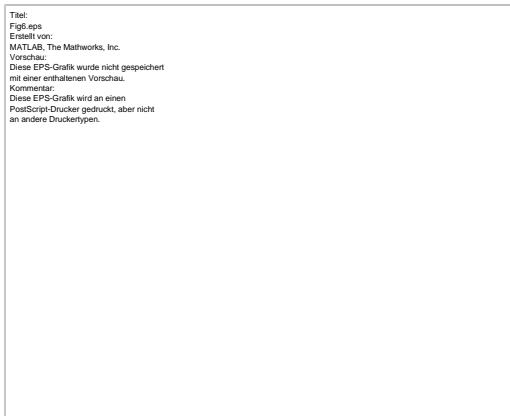 Titel:
Fig6.eps
Erstellt von:
MATLAB, The Mathworks, Inc.
Vorschau:
Diese EPS-Grafik wurde nicht gespeichert
mit einer enthaltenen Vorschau.
Kommentar:
Diese EPS-Grafik wird an einen
PostScript-Drucker gedruckt, aber nicht
an andere Druckertypen.